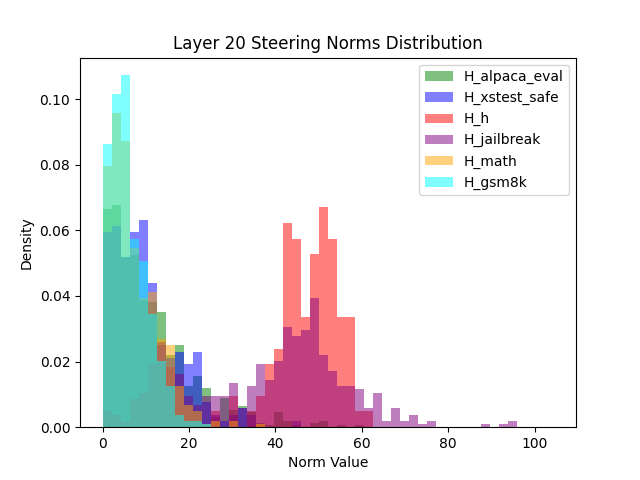 Layer 20 Steering Norms Distribution
H_alpaca_eval
H_xstest_safe
H_h
H_jailbreak
H_math
H_gsm8k
Density
0.10
0.08
0.06
0.04
0.02
0.00
0 20 40 60 80 100
Norm Value